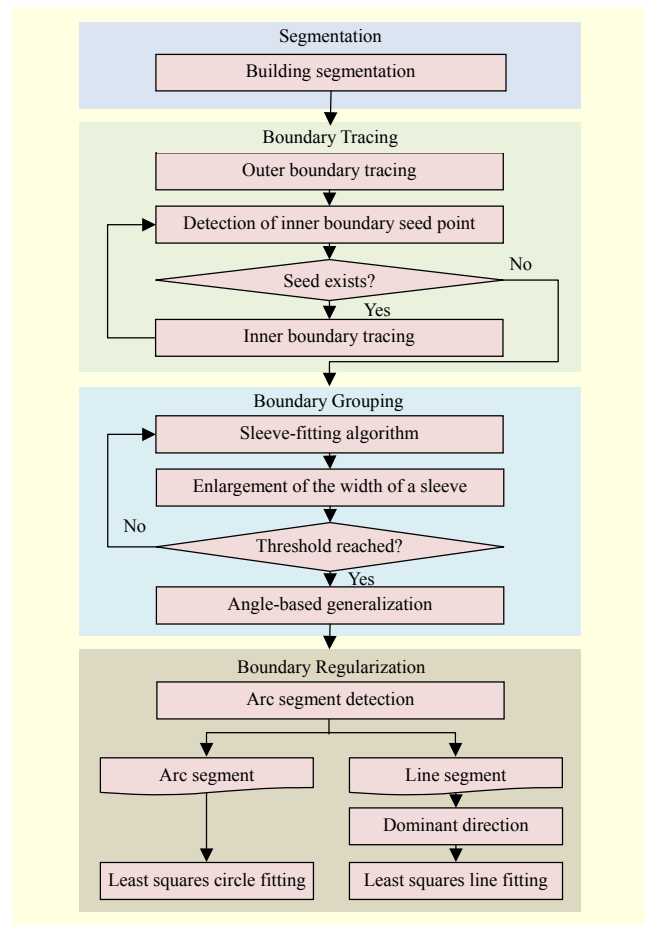 Segmentation
Building segmentation
Boundary Tracing
Outer boundary tracing
Detection of inner boundary seed point
Seed exists?
No
Yes
Inner boundary tracing
Boundary Grouping
Sleeve-fitting algorithm
Enlargement of the width of a sleeve
No
Threshold reached?
Yes
Angle-based generalization
Boundary Regularization
Arc segment detection
Arc segment
Line segment
Dominant direction
Least squares circle fitting
Least squares line fitting